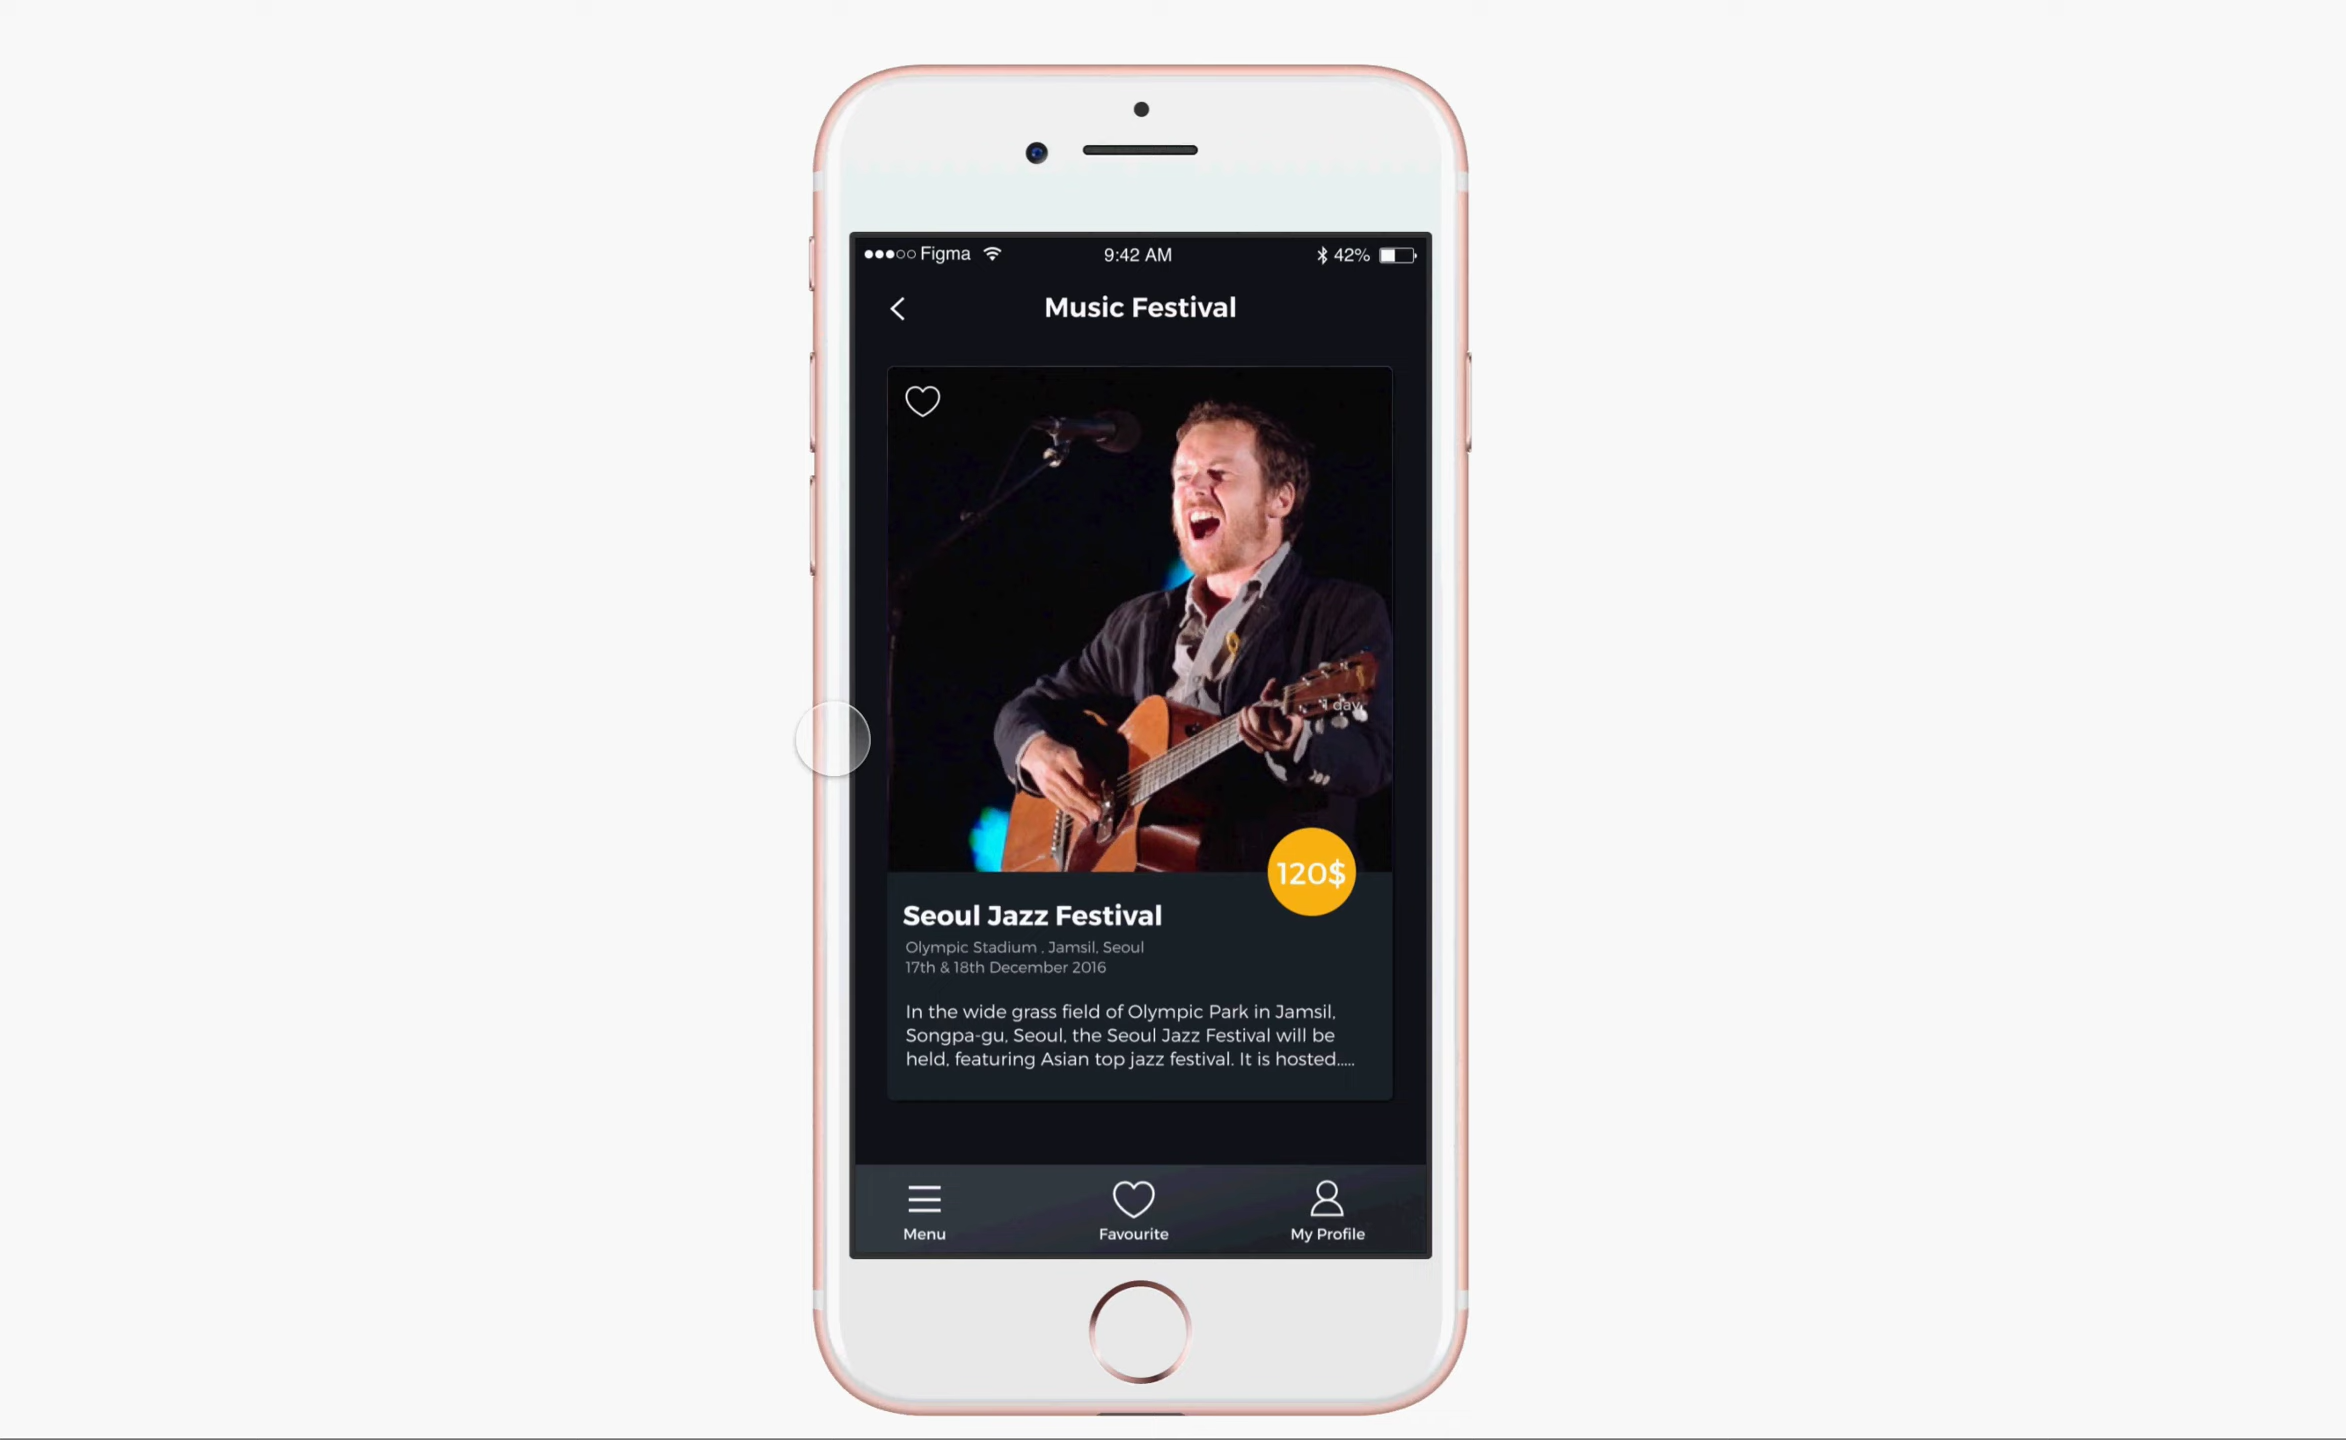 Figma 9:42 AM 42%
Music Festival
1 day
120$
Seoul Jazz Festival
Olympic Stadium . Jamsil, Seoul
17th & 18th December 2016
In the wide grass field of Olympic Park in Jamsil,
Songpa-gu, Seoul, the Seoul Jazz Festival will be
held, featuring Asian top jazz festival. It is hosted.....
Menu Favourite My Profile